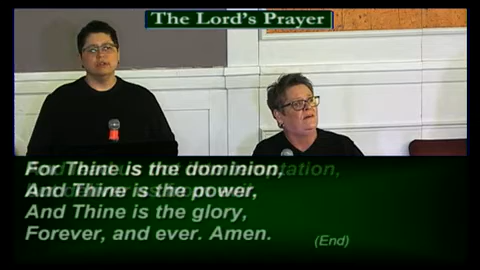 The Lord's Prayer
For Thine is the dominion,
And Thine is the power,
And Thine is the glory,
Forever, and ever. Amen.
(End)